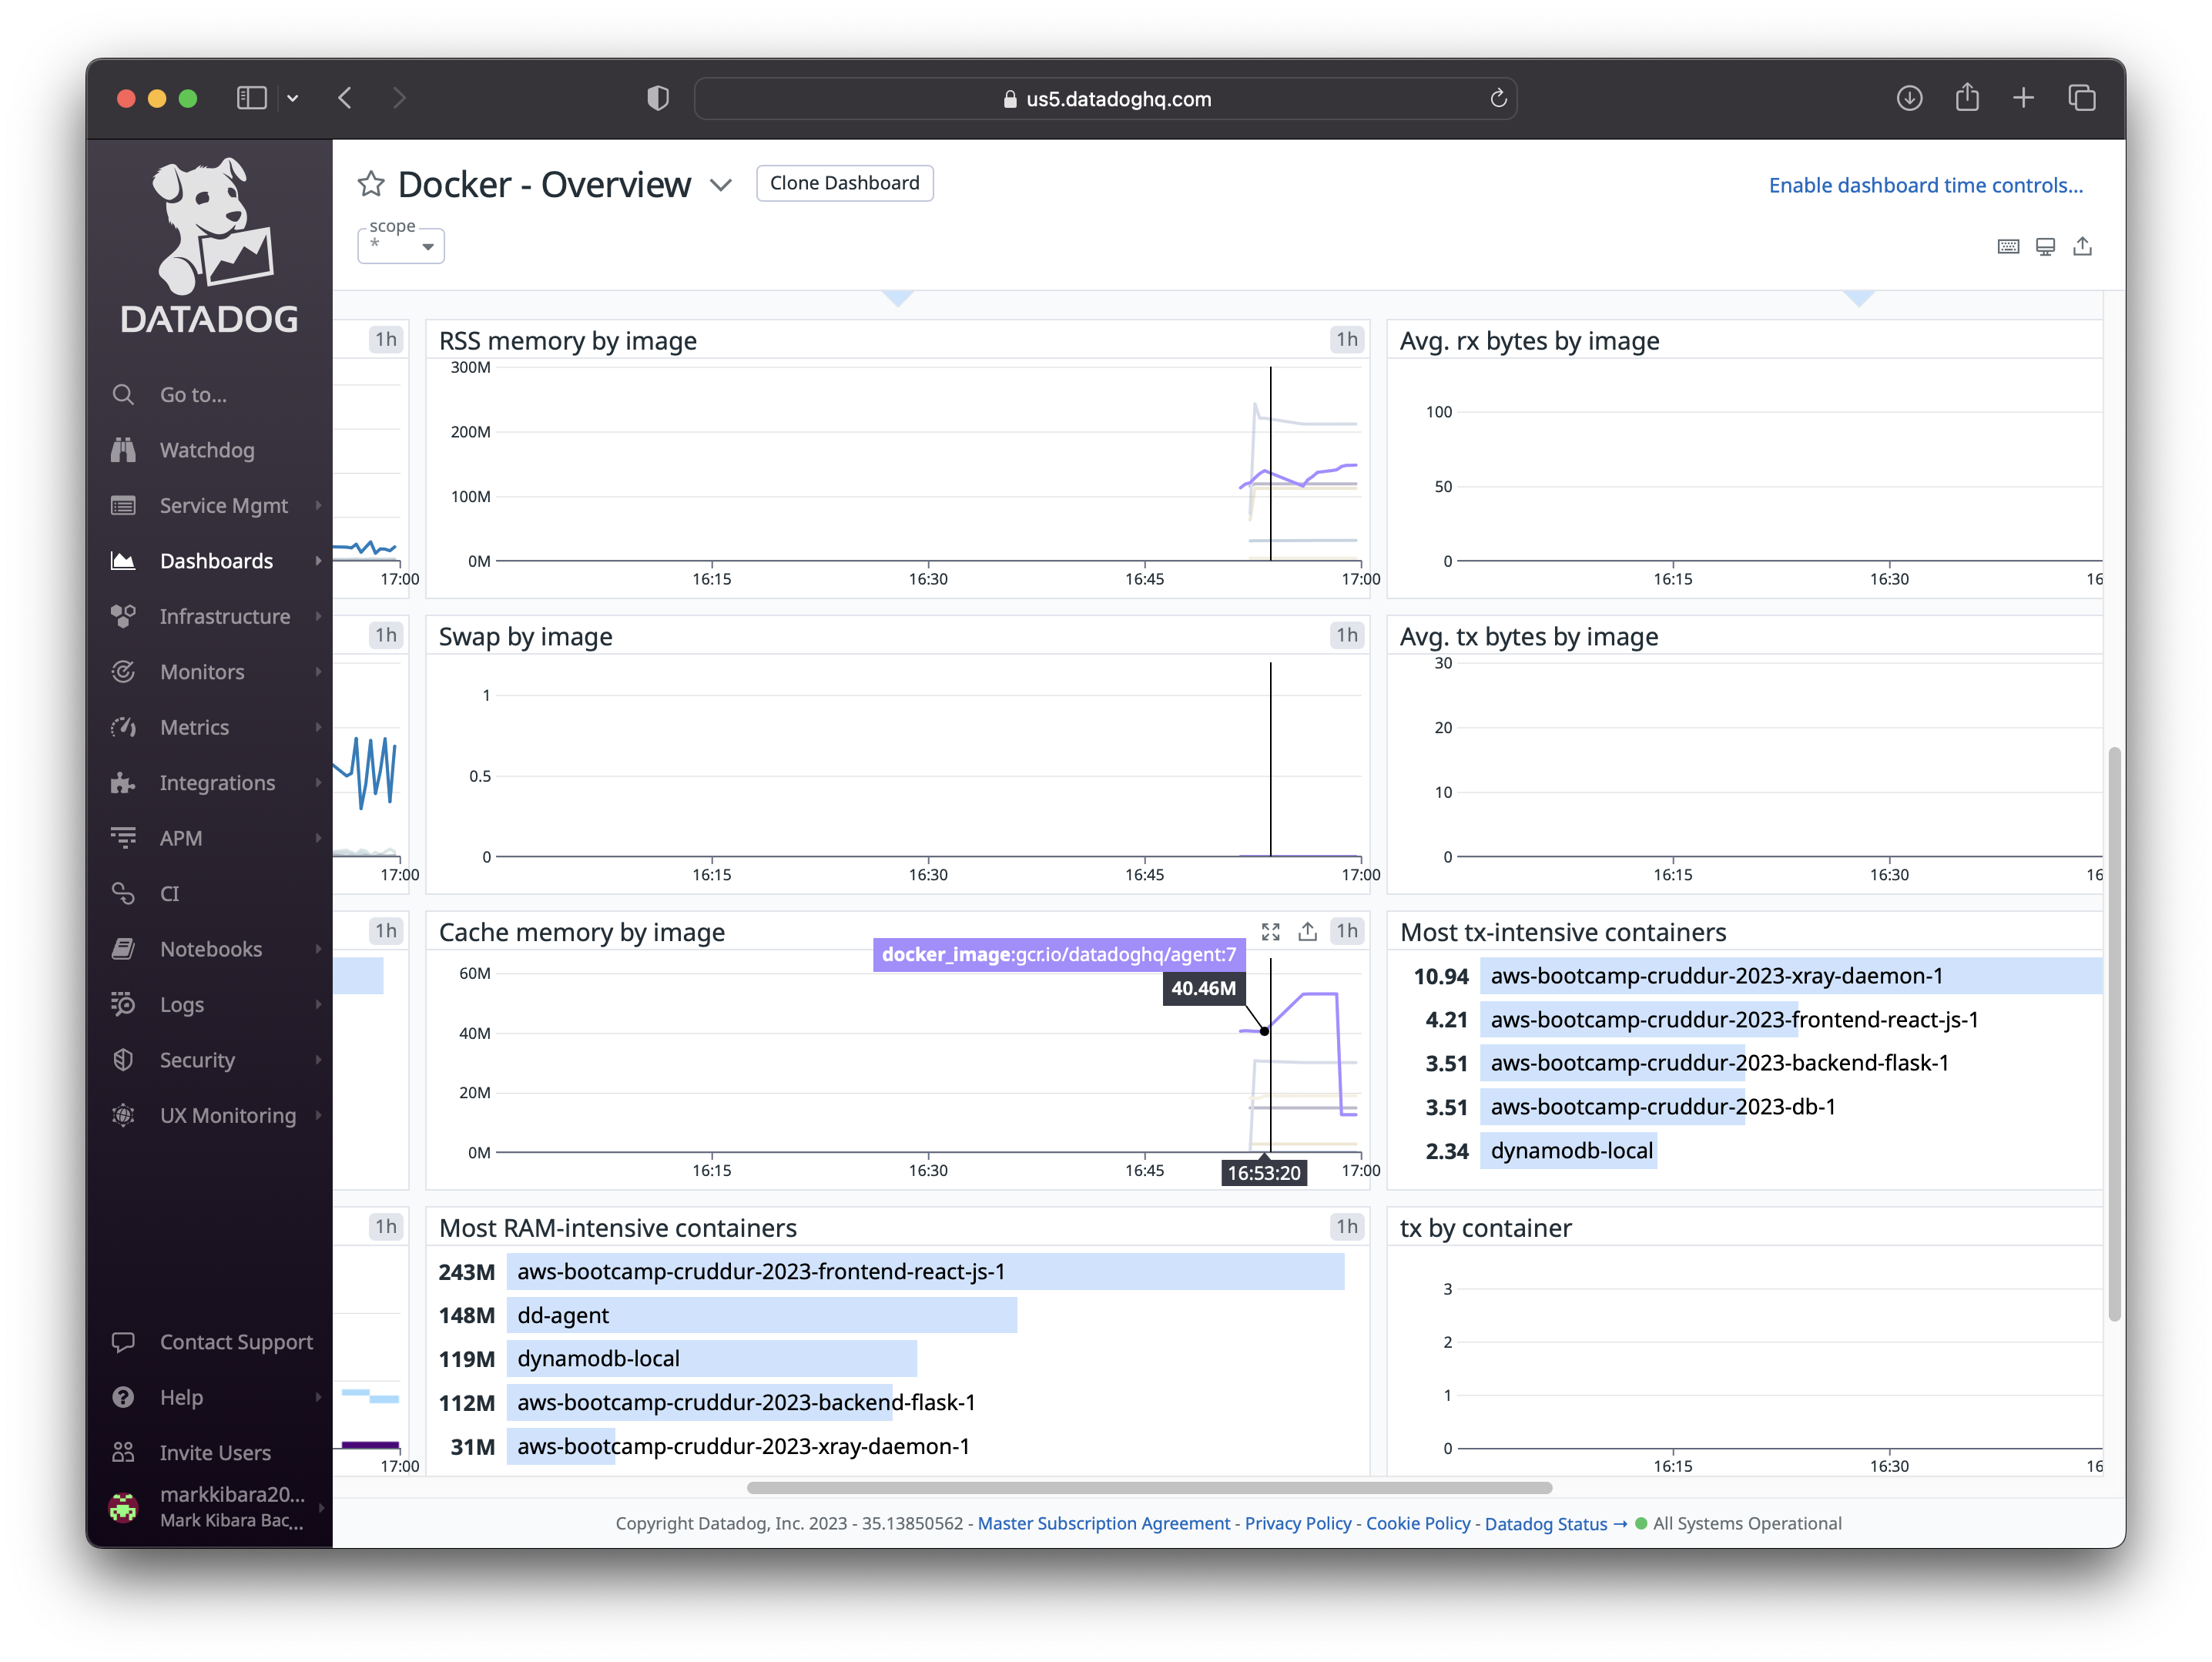 us5.datadoghq.com
DATADOG
Go to...
Watchdog
Service Mgmt
Dashboards
Infrastructure
Monitors
Metrics
Integrations
APM
CI
Notebooks
Logs
Security
UX Monitoring
Contact Support
Help
Invite Users
markkibara20...
Mark Kibara Bac...
Docker - Overview
Clone Dashboard
Enable dashboard time controls...
scope
*
1h
17:00
1h
17:00
1h
1h
17:00
RSS memory by image
1h
300M
200M
100M
0M
16:15 16:30 16:45 17:00
Swap by image
1h
1
0.5
0
16:15 16:30 16:45 17:00
Cache memory by image
1h
docker_image:gcr.io/datadoghq/agent:7
40.46M
60M
40M
20M
0M
16:15 16:30 16:45 16:53:20 17:00
Most RAM-intensive containers
1h
243M aws-bootcamp-cruddur-2023-frontend-react-js-1
148M dd-agent
119M dynamodb-local
112M aws-bootcamp-cruddur-2023-backend-flask-1
31M aws-bootcamp-cruddur-2023-xray-daemon-1
Avg. rx bytes by image
100
50
0
16:15 16:30 16
Avg. tx bytes by image
30
20
10
0
16:15 16:30 16
Most tx-intensive containers
10.94 aws-bootcamp-cruddur-2023-xray-daemon-1
4.21 aws-bootcamp-cruddur-2023-frontend-react-js-1
3.51 aws-bootcamp-cruddur-2023-backend-flask-1
3.51 aws-bootcamp-cruddur-2023-db-1
2.34 dynamodb-local
tx by container
3
2
1
0
16:15 16:30 16
Copyright Datadog, Inc. 2023 - 35.13850562 - Master Subscription Agreement - Privacy Policy - Cookie Policy - Datadog Status → All Systems Operational